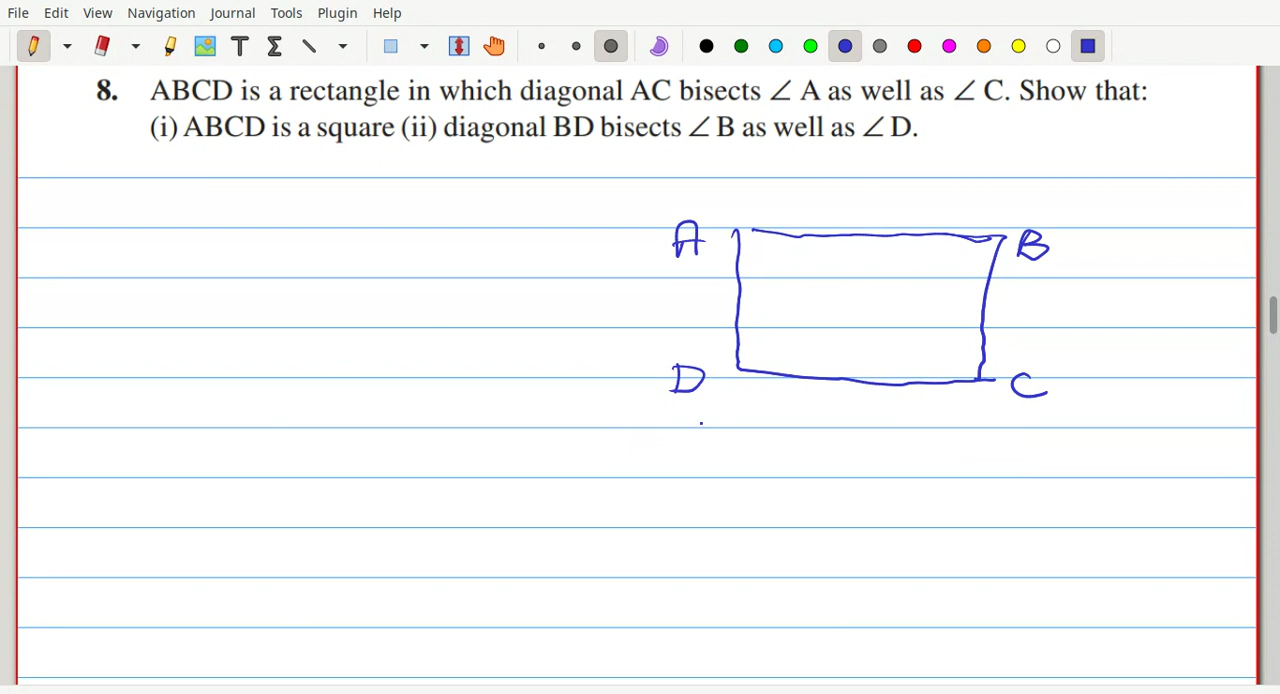 File Edit View Navigation Journal Tools Plugin Help
8. ABCD is a rectangle in which diagonal AC bisects ∠ A as well as ∠ C. Show that:
(i) ABCD is a square (ii) diagonal BD bisects ∠ B as well as ∠ D.
A B
D C